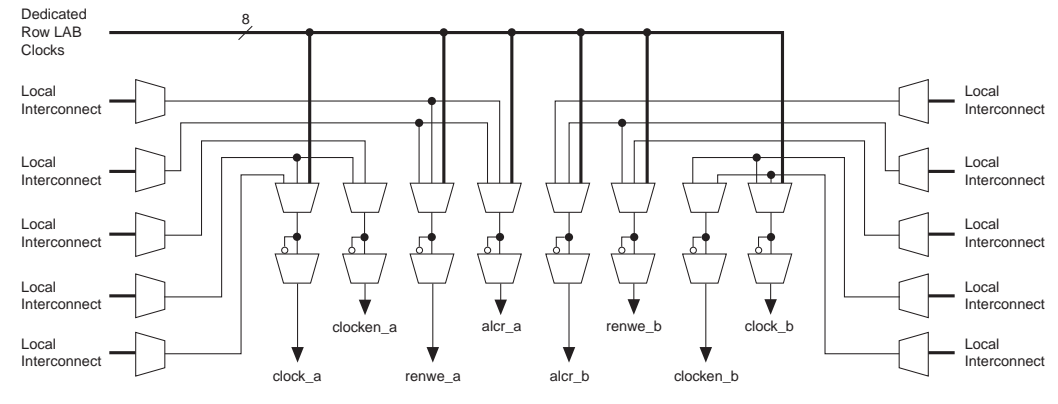 Dedicated
Row LAB
Clocks
8
Local
Interconnect
Local
Interconnect
Local
Interconnect
Local
Interconnect
Local
Interconnect
Local
Interconnect
Local
Interconnect
Local
Interconnect
Local
Interconnect
Local
Interconnect
clocken_a
alcr_a
renwe_b
clock_b
clock_a
renwe_a
alcr_b
clocken_b